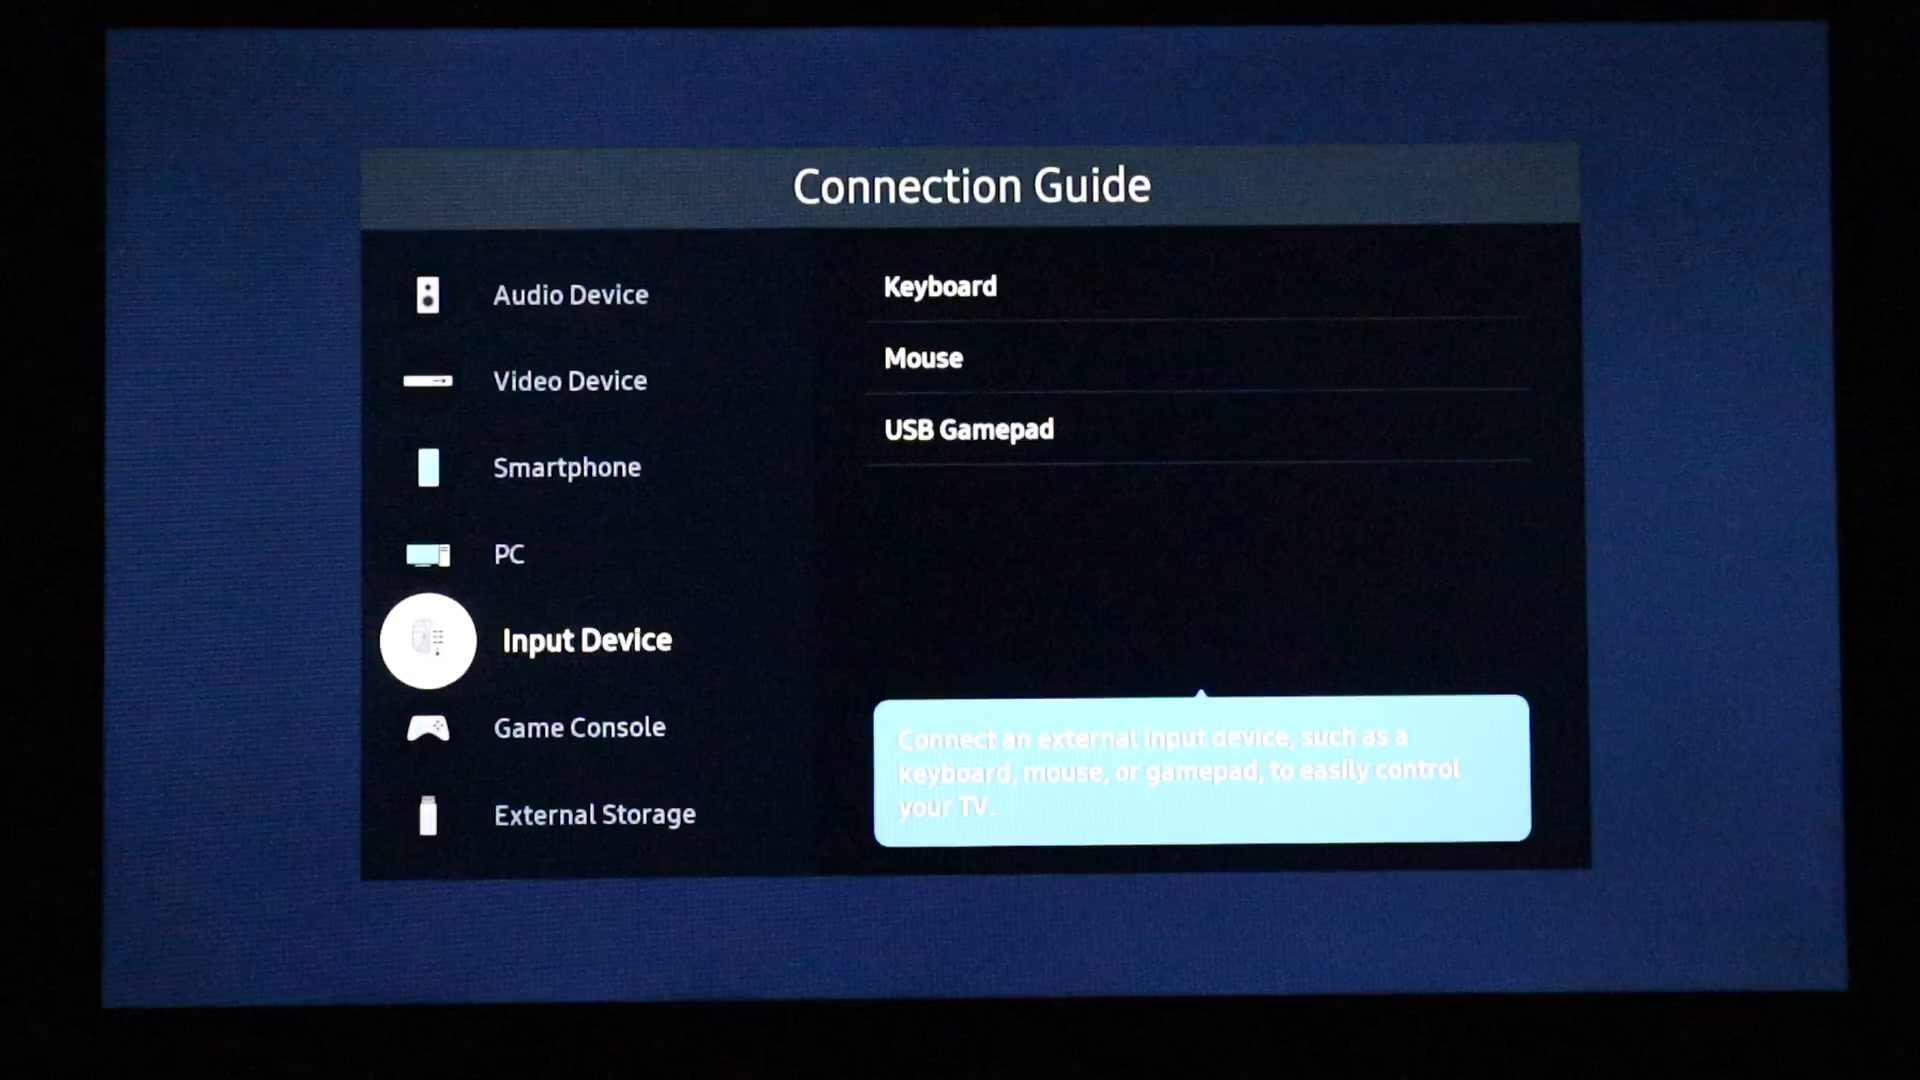 Connection Guide
Audio Device
Video Device
Smartphone
PC
Input Device
Game Console
External Storage
Keyboard
Mouse
USB Gamepad
Connect an external input device, such as a
keyboard, mouse, or gamepad, to easily control
your TV.